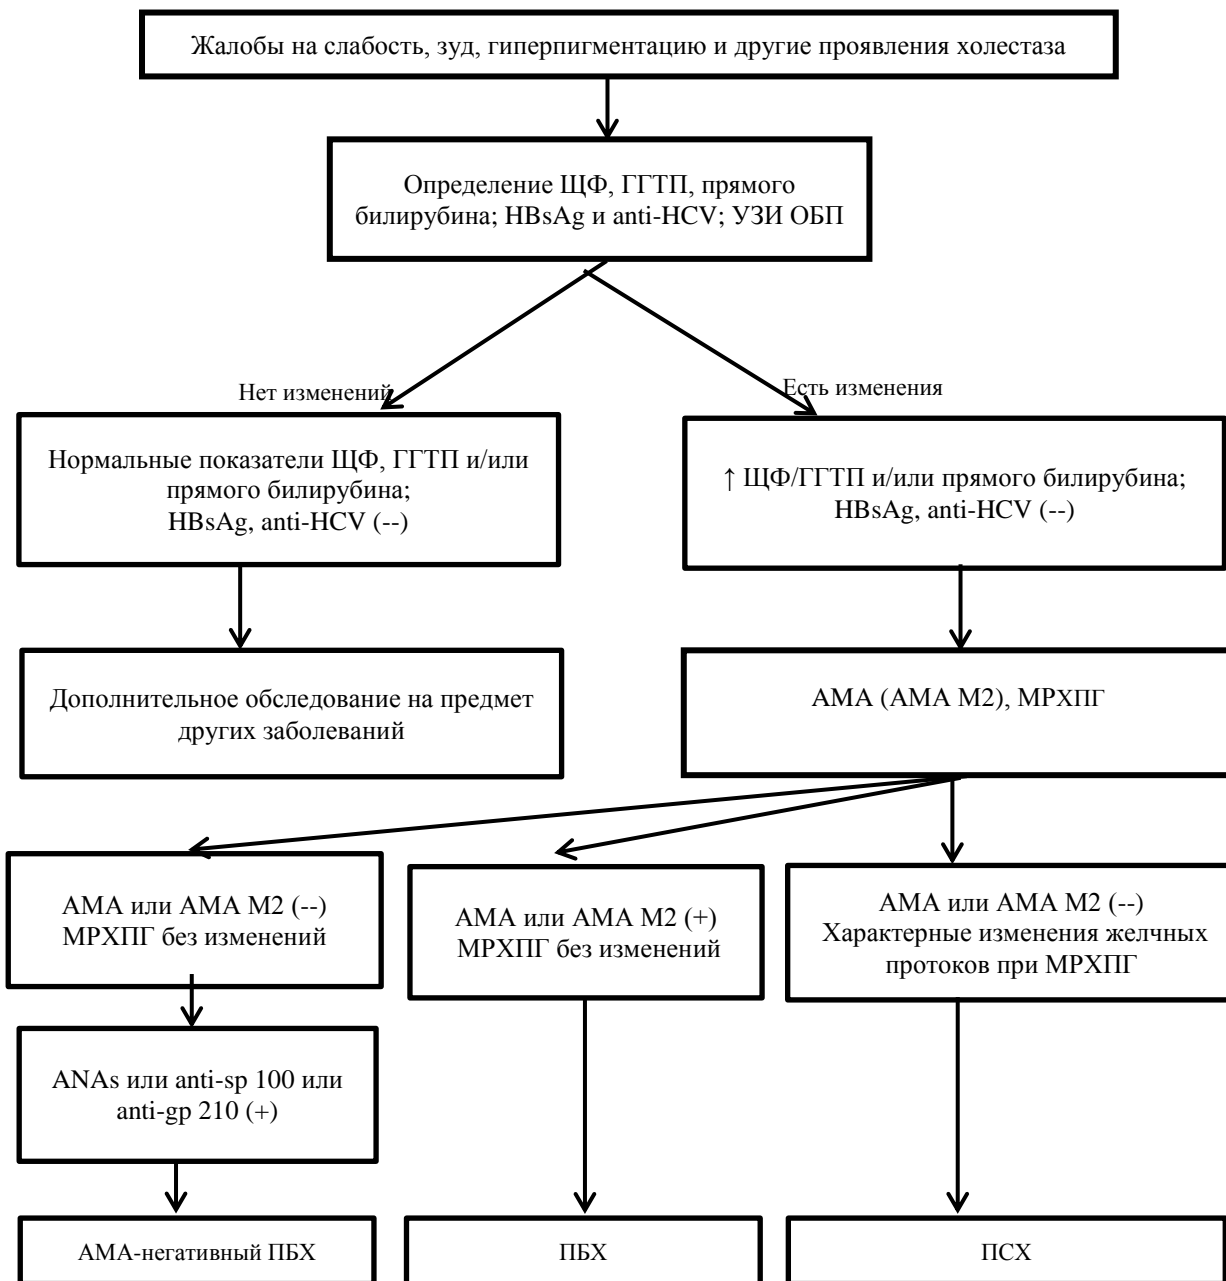 Жалобы на слабость, зуд, гиперпигментацию и другие проявления холестаза
Определение ЩФ, ГГТП, прямого
билирубина; HBsAg и anti-HCV; УЗИ ОБП
Нет изменений
Есть изменения
Нормальные показатели ЩФ, ГГТП и/или
прямого билирубина;
HBsAg, anti-HCV (--)
↑ ЩФ/ГГТП и/или прямого билирубина;
HBsAg, anti-HCV (--)
Дополнительное обследование на предмет
других заболеваний
АМА (АМА М2), МРХПГ
АМА или АМА М2 (--)
МРХПГ без изменений
АМА или АМА М2 (+)
МРХПГ без изменений
АМА или АМА М2 (--)
Характерные изменения желчных
протоков при МРХПГ
ANAs или anti-sp 100 или
anti-gp 210 (+)
АМА-негативный ПБХ
ПБХ
ПСХ